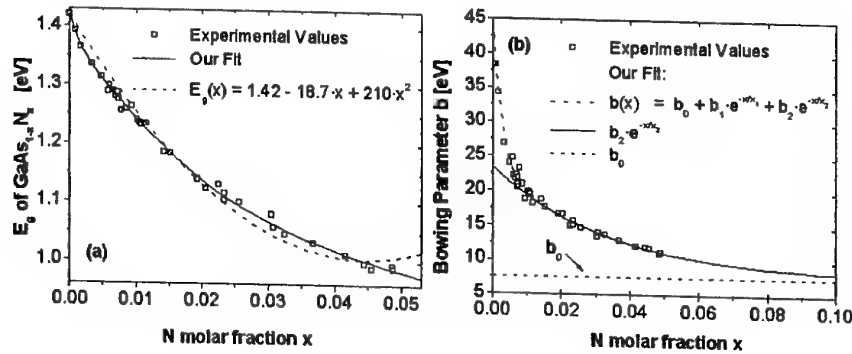 1.4
1.3
1.2
1.1
1.0
E_g of GaAs_{1-x}N_x [eV]
Experimental Values
Our Fit
E_g(x) = 1.42 - 18.7·x + 210·x²
(a)
0.00 0.01 0.02 0.03 0.04 0.05
N molar fraction x
45
40
35
30
25
20
15
10
5
Bowing Parameter b [eV]
(b)
Experimental Values
Our Fit:
b(x) = b_0 + b_1·e^{-x/x_1} + b_2·e^{-x/x_2}
b_2·e^{-x/x_2}
b_0
b_0
0.00 0.02 0.04 0.06 0.08 0.10
N molar fraction x